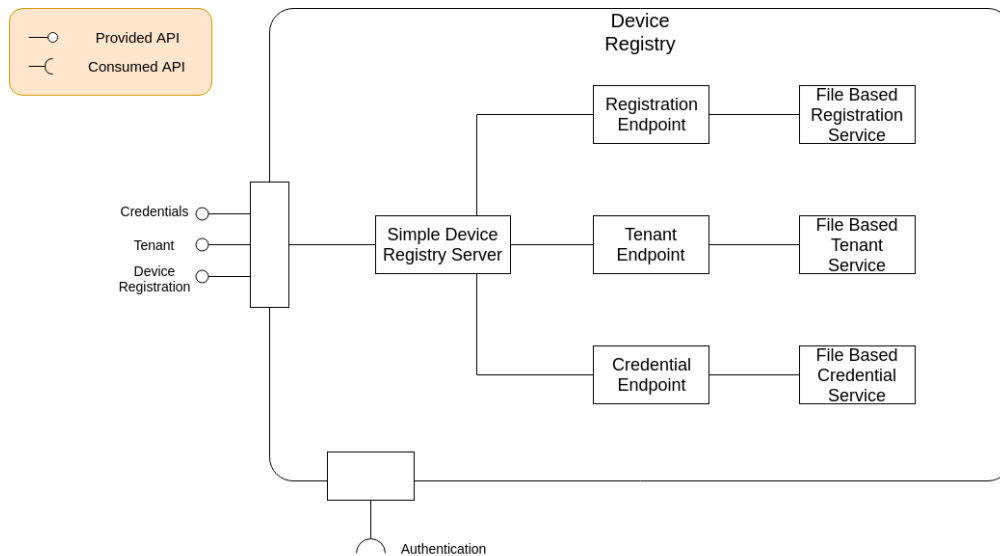 Provided API
Consumed API
Device
Registry
Registration
Endpoint
File Based
Registration
Service
Credentials
Tenant
Device
Registration
Simple Device
Registry Server
Tenant
Endpoint
File Based
Tenant
Service
Credential
Endpoint
File Based
Credential
Service
Authentication